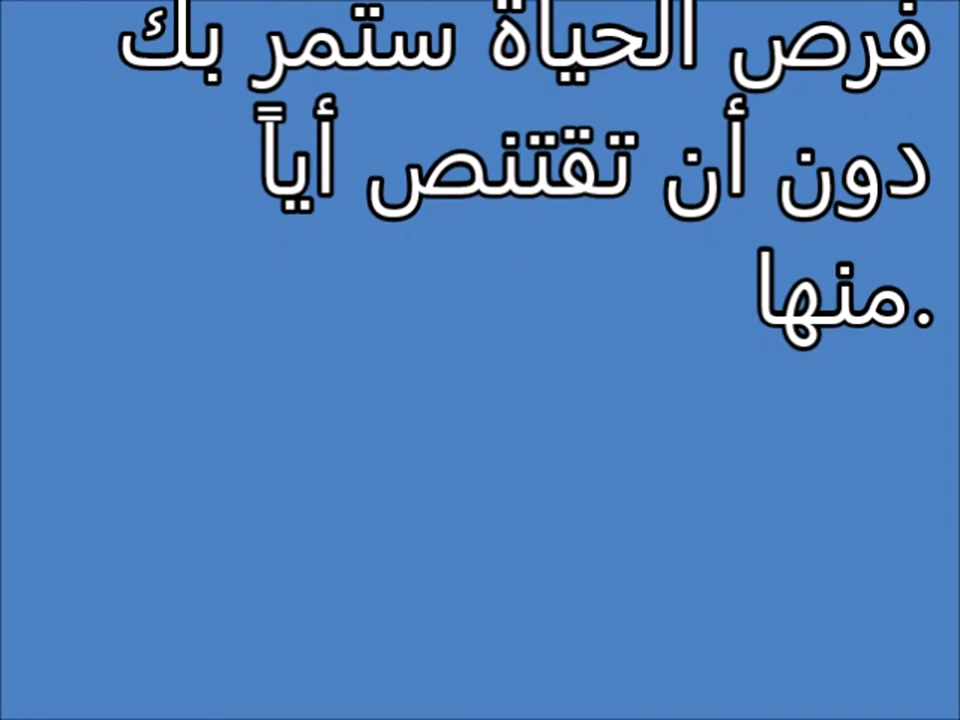 فرص الحياة ستمر بك
دون أن تقتنص أياً
منها.